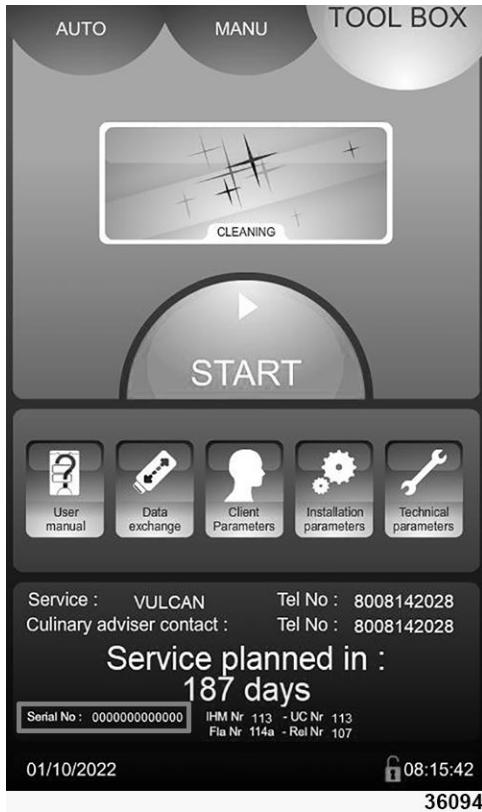 AUTO MANU TOOL BOX
CLEANING
START
User manual
Data exchange
Client Parameters
Installation parameters
Technical parameters
Service : VULCAN Tel No : 8008142028
Culinary adviser contact : Tel No : 8008142028
Service planned in :
187 days
Serial No : 0000000000000 IHM Nr 113 - UC Nr 113
Fla Nr 114a - Rel Nr 107
01/10/2022 08:15:42
36094